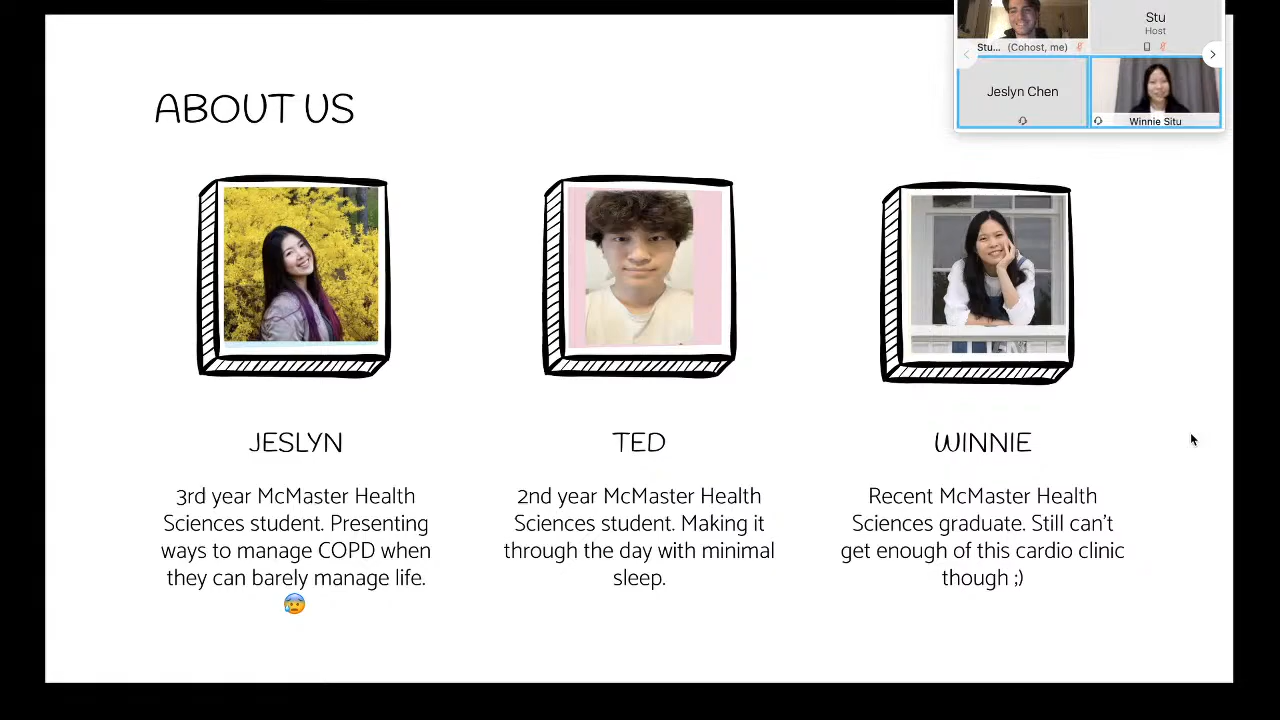 Stu
Host
Stu... (Cohost, me)
Jeslyn Chen
Winnie Situ
ABOUT US
JESLYN
3rd year McMaster Health
Sciences student. Presenting
ways to manage COPD when
they can barely manage life.
😰
TED
2nd year McMaster Health
Sciences student. Making it
through the day with minimal
sleep.
WINNIE
Recent McMaster Health
Sciences graduate. Still can't
get enough of this cardio clinic
though ;)